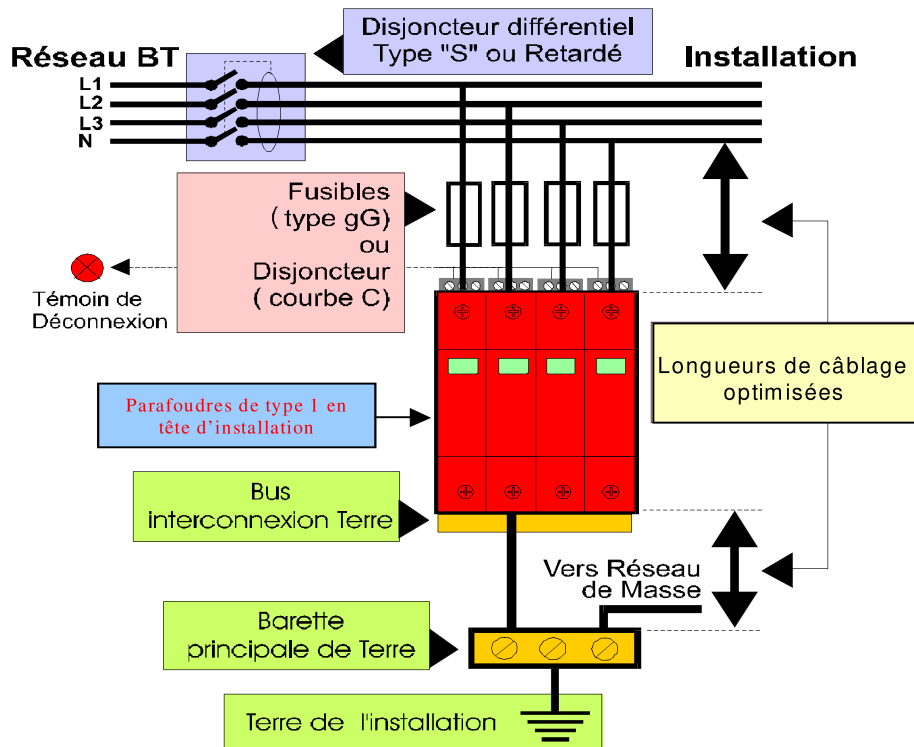 Disjoncteur différentiel
Type "S" ou Retardé
Réseau BT
Installation
L1
L2
L3
N
Fusibles
(type gG)
ou
Disjoncteur
(courbe C)
Témoin de
Déconnexion
Longueurs de câblage
optimisées
Parafoudres de type 1 en
tête d'installation
Bus
interconnexion Terre
Vers Réseau
de Masse
Barette
principale de Terre
Terre de l'installation